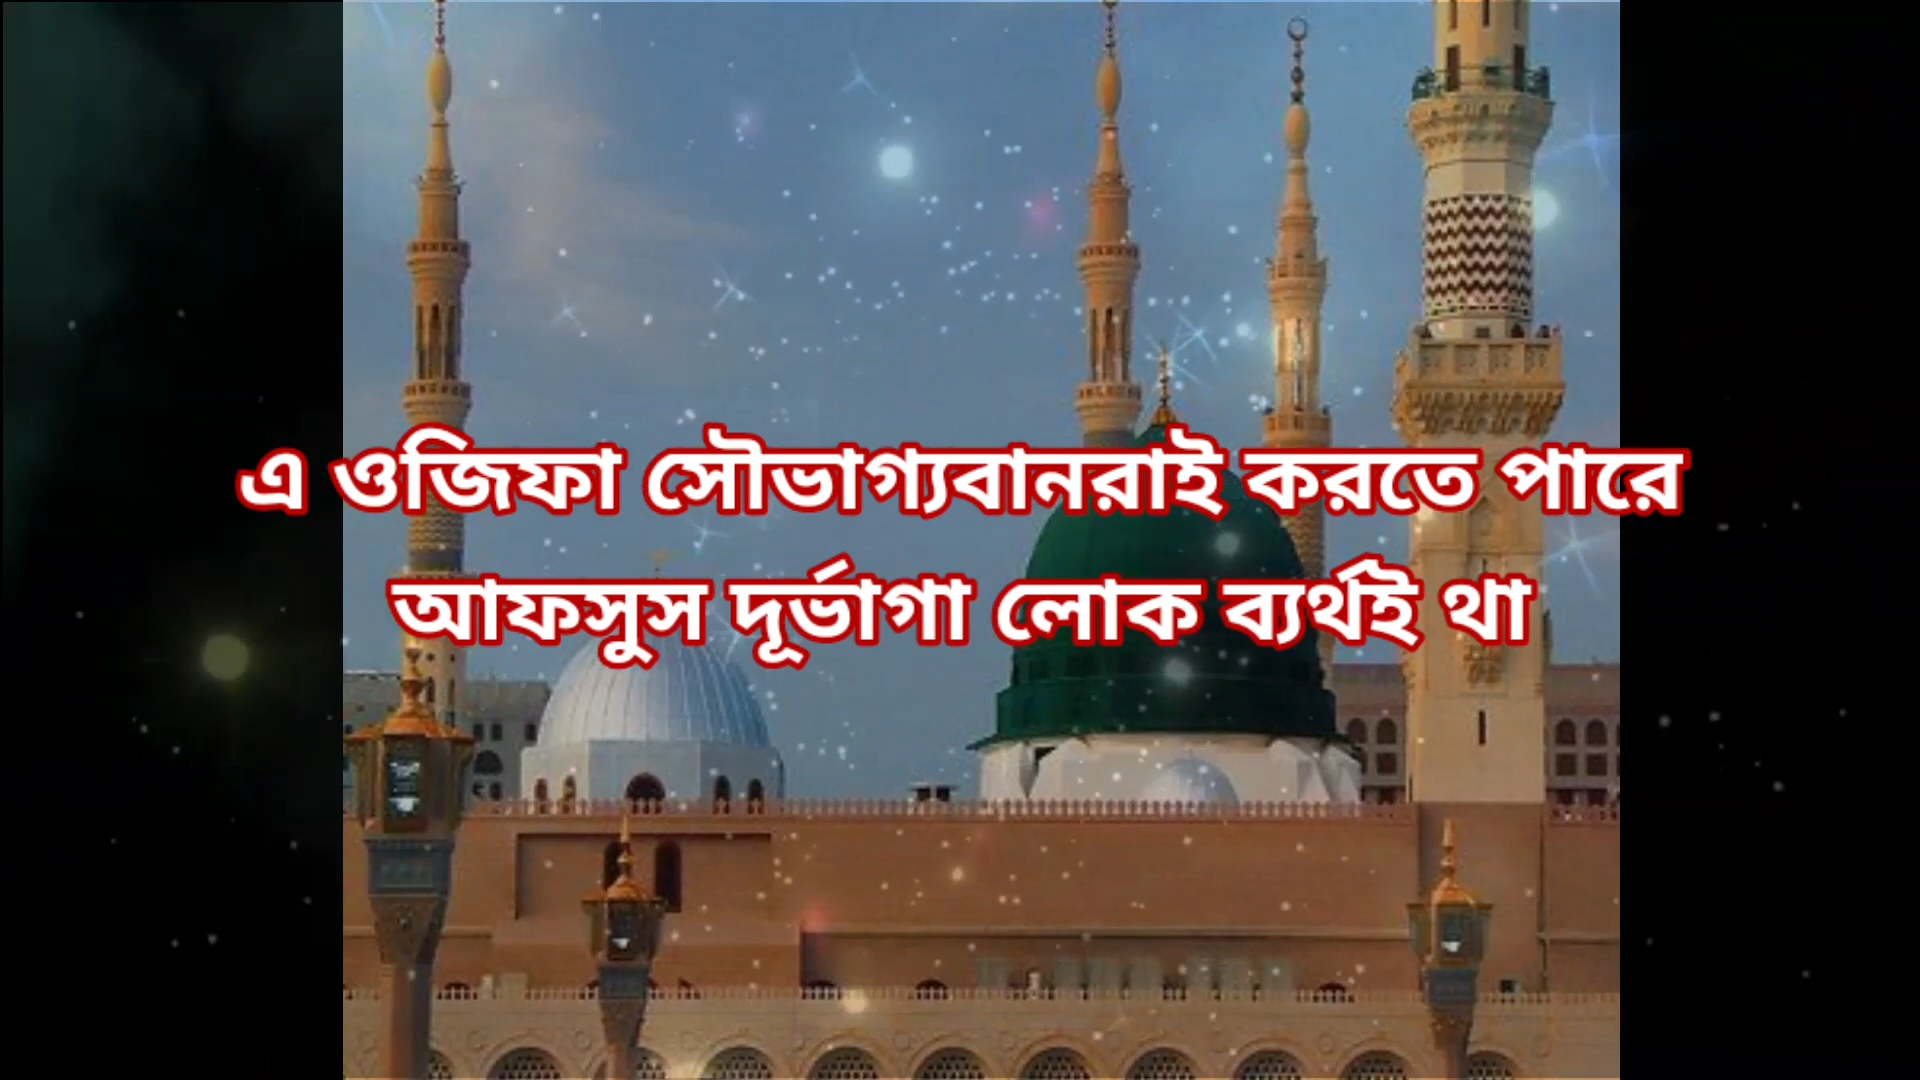 এ ওজিফা সৌভাগ্যবানরাই করতে পারে
আফসুস দূর্ভাগা লোক ব্যর্থই থা